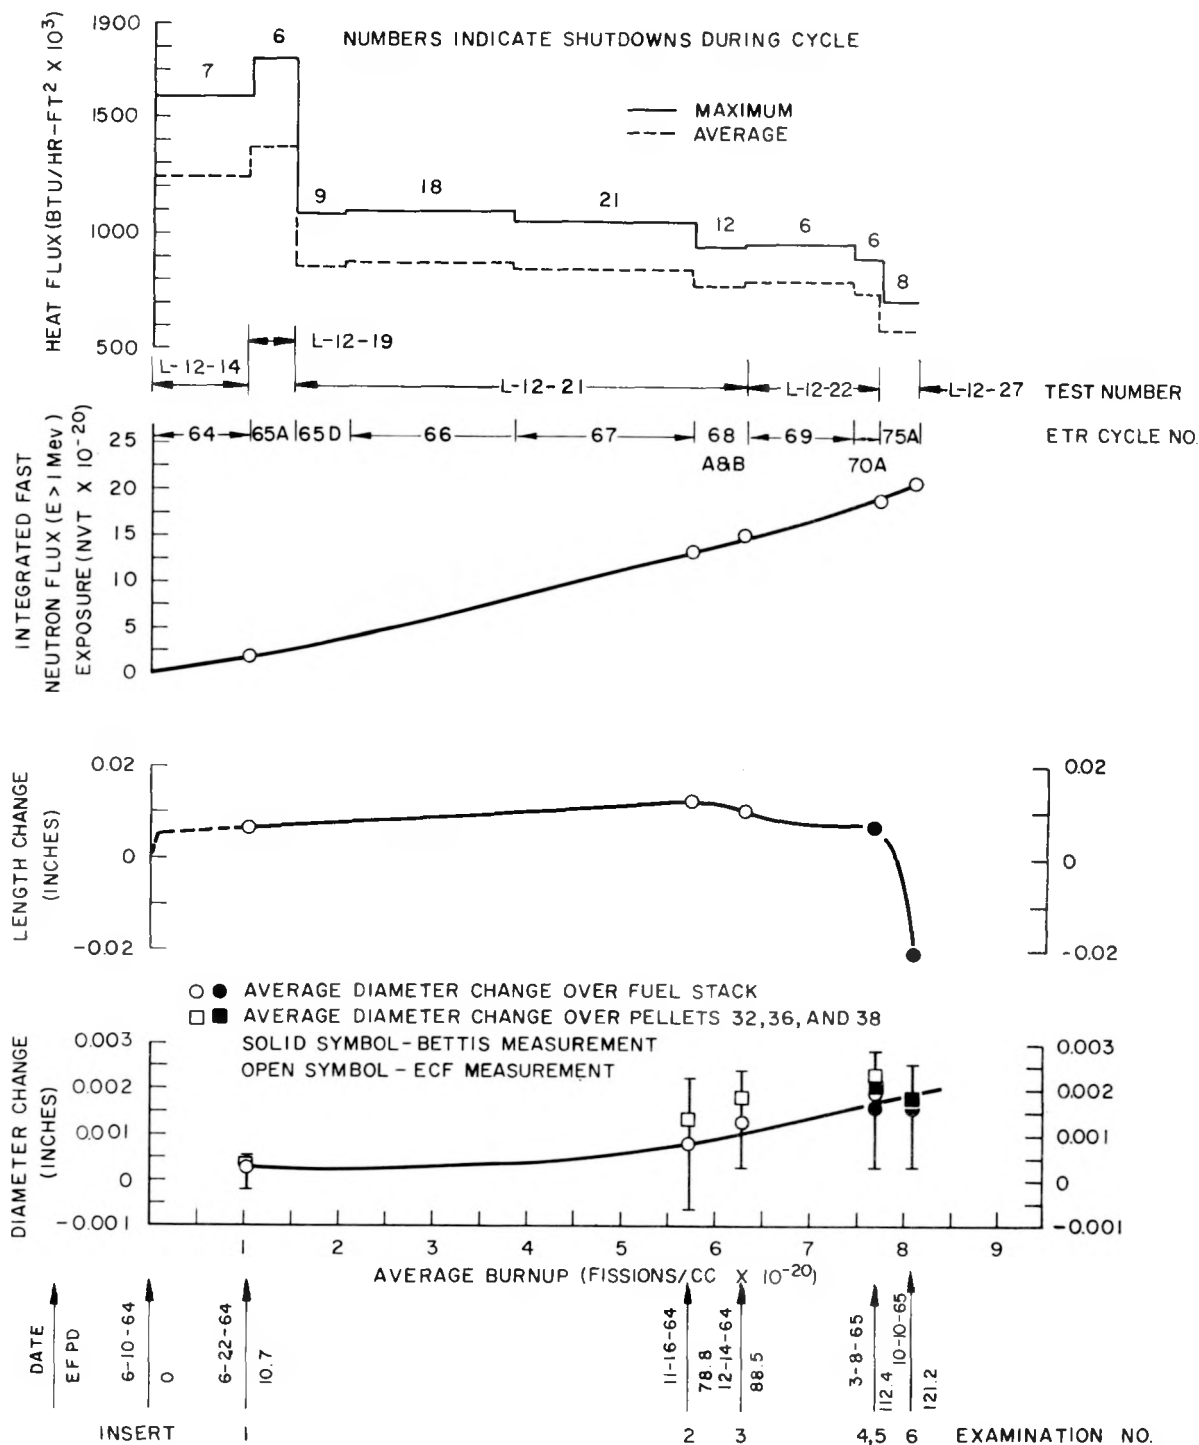 HEAT FLUX (BTU/HR-FT² X 10³)
1900
1500
1000
500
NUMBERS INDICATE SHUTDOWNS DURING CYCLE
MAXIMUM
AVERAGE
7
6
9
18
21
12
6
6
8
L-12-14
L-12-19
L-12-21
L-12-22
L-12-27
TEST NUMBER
64
65A
65D
66
67
68
A&B
69
70A
75A
ETR CYCLE NO.
INTEGRATED FAST
NEUTRON FLUX (E > 1 Mev)
EXPOSURE (NVT X 10⁻²⁰)
25
20
15
10
5
0
LENGTH CHANGE
(INCHES)
0.02
0
-0.02
0.02
0
-0.02
AVERAGE DIAMETER CHANGE OVER FUEL STACK
AVERAGE DIAMETER CHANGE OVER PELLETS 32, 36, AND 38
SOLID SYMBOL-BETTIS MEASUREMENT
OPEN SYMBOL-ECF MEASUREMENT
DIAMETER CHANGE
(INCHES)
0.003
0.002
0.001
0
-0.001
0.003
0.002
0.001
0
-0.001
1 2 3 4 5 6 7 8 9
AVERAGE BURNUP (FISSIONS/CC X 10⁻²⁰)
DATE
EFPD
6-10-64
0
6-22-64
10.7
11-16-64
78.8
12-14-64
88.5
3-8-65
112.4
10-10-65
121.2
INSERT 1 2 3 4,5 6 EXAMINATION NO.